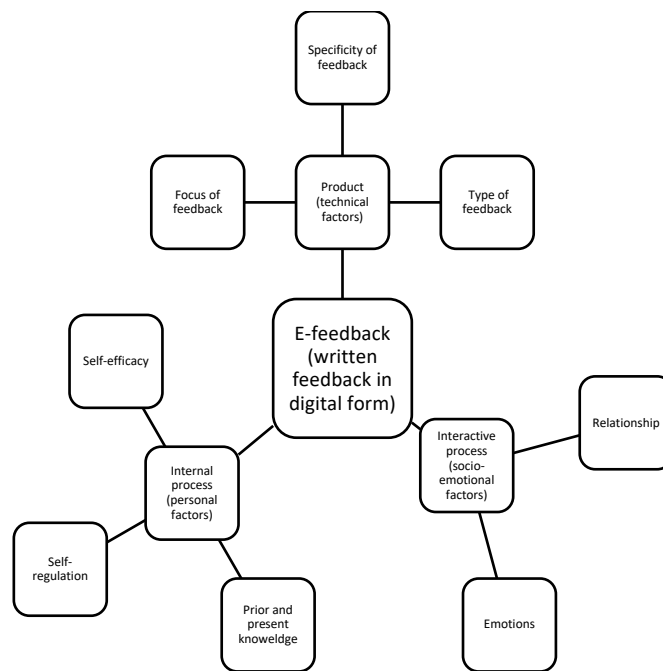 Specificity of
feedback
Focus of
feedback
Product
(technical
factors)
Type of
feedback
E-feedback
(written
feedback in
digital form)
Self-efficacy
Relationship
Interactive
process
(socio-
emotional
factors)
Internal
process
(personal
factors)
Self-
regulation
Prior and
present
knoweldge
Emotions